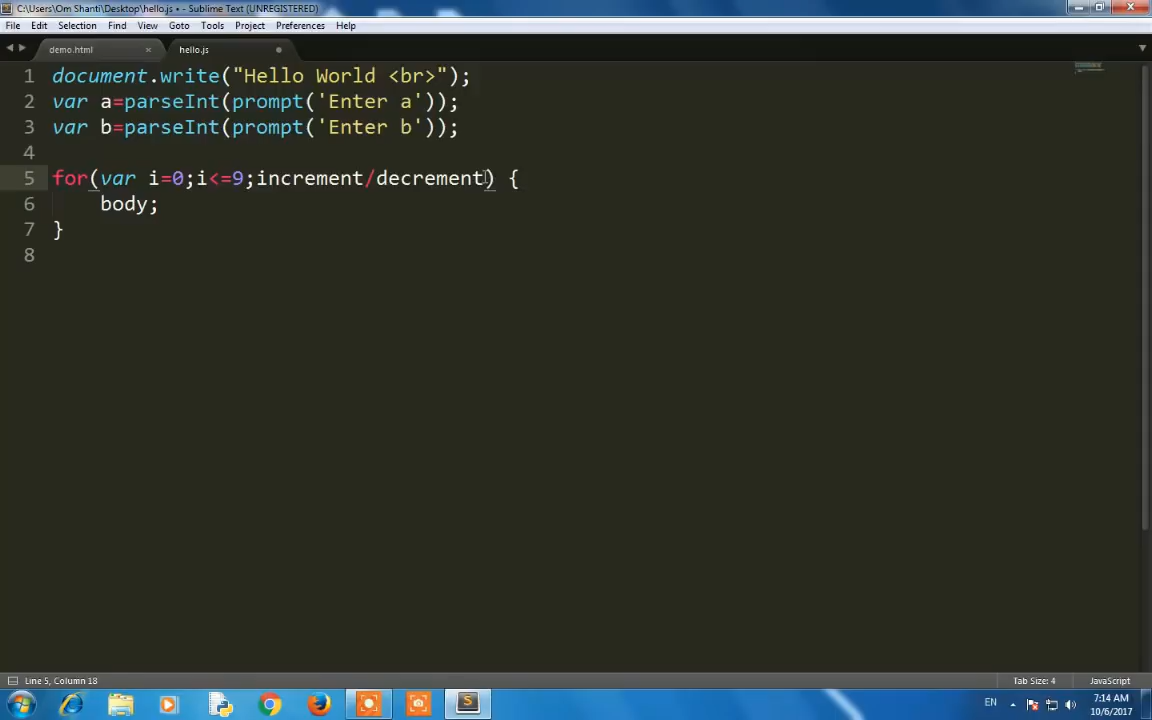 C:\Users\Om Shanti\Desktop\hello.js • - Sublime Text (UNREGISTERED)
File Edit Selection Find View Goto Tools Project Preferences Help
demo.html × hello.js
1 document.write("Hello World <br>");
2 var a=parseInt(prompt('Enter a'));
3 var b=parseInt(prompt('Enter b'));
4
5 for(var i=0;i<=9;increment/decrement) {
6 body;
7 }
8
Line 5, Column 18 Tab Size: 4 JavaScript
EN 7:14 AM
10/6/2017